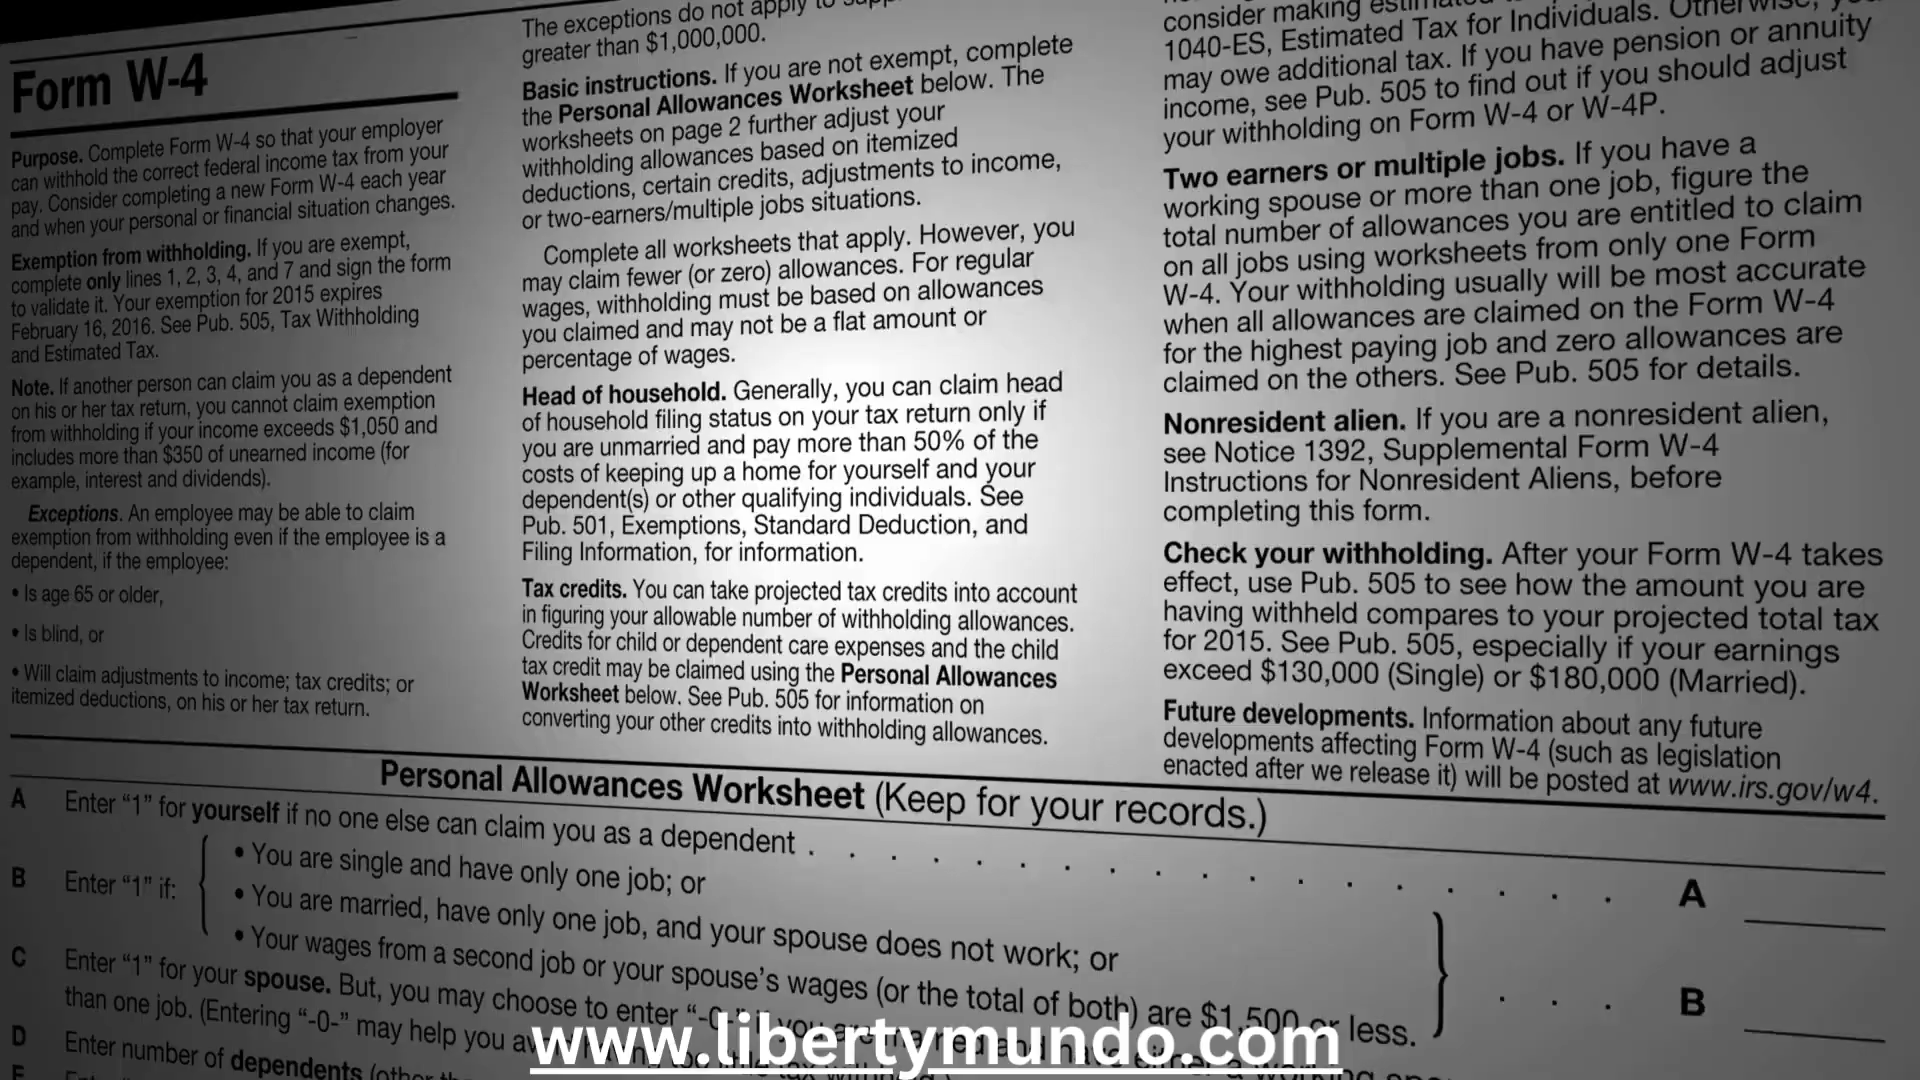 Form W-4
Purpose. Complete Form W-4 so that your employer
can withhold the correct federal income tax from your
pay. Consider completing a new Form W-4 each year
and when your personal or financial situation changes.
Exemption from withholding. If you are exempt,
complete only lines 1, 2, 3, 4, and 7 and sign the form
to validate it. Your exemption for 2015 expires
February 16, 2016. See Pub. 505, Tax Withholding
and Estimated Tax.
Note. If another person can claim you as a dependent
on his or her tax return, you cannot claim exemption
from withholding if your income exceeds $1,050 and
includes more than $350 of unearned income (for
example, interest and dividends).
Exceptions. An employee may be able to claim
exemption from withholding even if the employee is a
dependent, if the employee:
• Is age 65 or older,
• Is blind, or
• Will claim adjustments to income; tax credits; or
itemized deductions, on his or her tax return.
The exceptions do not apply to
greater than $1,000,000.
Basic instructions. If you are not exempt, complete
the Personal Allowances Worksheet below. The
worksheets on page 2 further adjust your
withholding allowances based on itemized
deductions, certain credits, adjustments to income,
or two-earners/multiple jobs situations.
Complete all worksheets that apply. However, you
may claim fewer (or zero) allowances. For regular
wages, withholding must be based on allowances
you claimed and may not be a flat amount or
percentage of wages.
Head of household. Generally, you can claim head
of household filing status on your tax return only if
you are unmarried and pay more than 50% of the
costs of keeping up a home for yourself and your
dependent(s) or other qualifying individuals. See
Pub. 501, Exemptions, Standard Deduction, and
Filing Information, for information.
Tax credits. You can take projected tax credits into account
in figuring your allowable number of withholding allowances.
Credits for child or dependent care expenses and the child
tax credit may be claimed using the Personal Allowances
Worksheet below. See Pub. 505 for information on
converting your other credits into withholding allowances.
consider making estimated
1040-ES, Estimated Tax for Individuals. Otherwise, you
may owe additional tax. If you have pension or annuity
income, see Pub. 505 to find out if you should adjust
your withholding on Form W-4 or W-4P.
Two earners or multiple jobs. If you have a
working spouse or more than one job, figure the
total number of allowances you are entitled to claim
on all jobs using worksheets from only one Form
W-4. Your withholding usually will be most accurate
when all allowances are claimed on the Form W-4
for the highest paying job and zero allowances are
claimed on the others. See Pub. 505 for details.
Nonresident alien. If you are a nonresident alien,
see Notice 1392, Supplemental Form W-4
Instructions for Nonresident Aliens, before
completing this form.
Check your withholding. After your Form W-4 takes
effect, use Pub. 505 to see how the amount you are
having withheld compares to your projected total tax
for 2015. See Pub. 505, especially if your earnings
exceed $130,000 (Single) or $180,000 (Married).
Future developments. Information about any future
developments affecting Form W-4 (such as legislation
enacted after we release it) will be posted at www.irs.gov/w4.
Personal Allowances Worksheet (Keep for your records.)
A Enter “1” for yourself if no one else can claim you as a dependent . . . . . . . . . . . . . . . . . A
• You are single and have only one job; or
B Enter “1” if: • You are married, have only one job, and your spouse does not work; or . . . B
• Your wages from a second job or your spouse’s wages (or the total of both) are $1,500 or less.
C Enter “1” for your spouse. But, you may choose to enter “-0-” if you are married and have either a working
than one job. (Entering “-0-” may help you
D Enter number of dependents (other
E
www.libertymundo.com